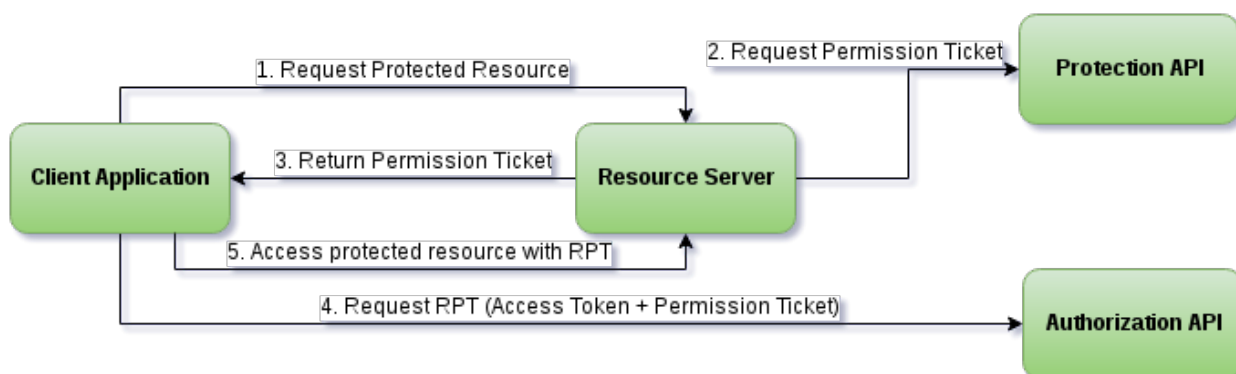 2. Request Permission Ticket
Protection API
1. Request Protected Resource
Client Application
3. Return Permission Ticket
Resource Server
5. Access protected resource with RPT
4. Request RPT (Access Token + Permission Ticket)
Authorization API